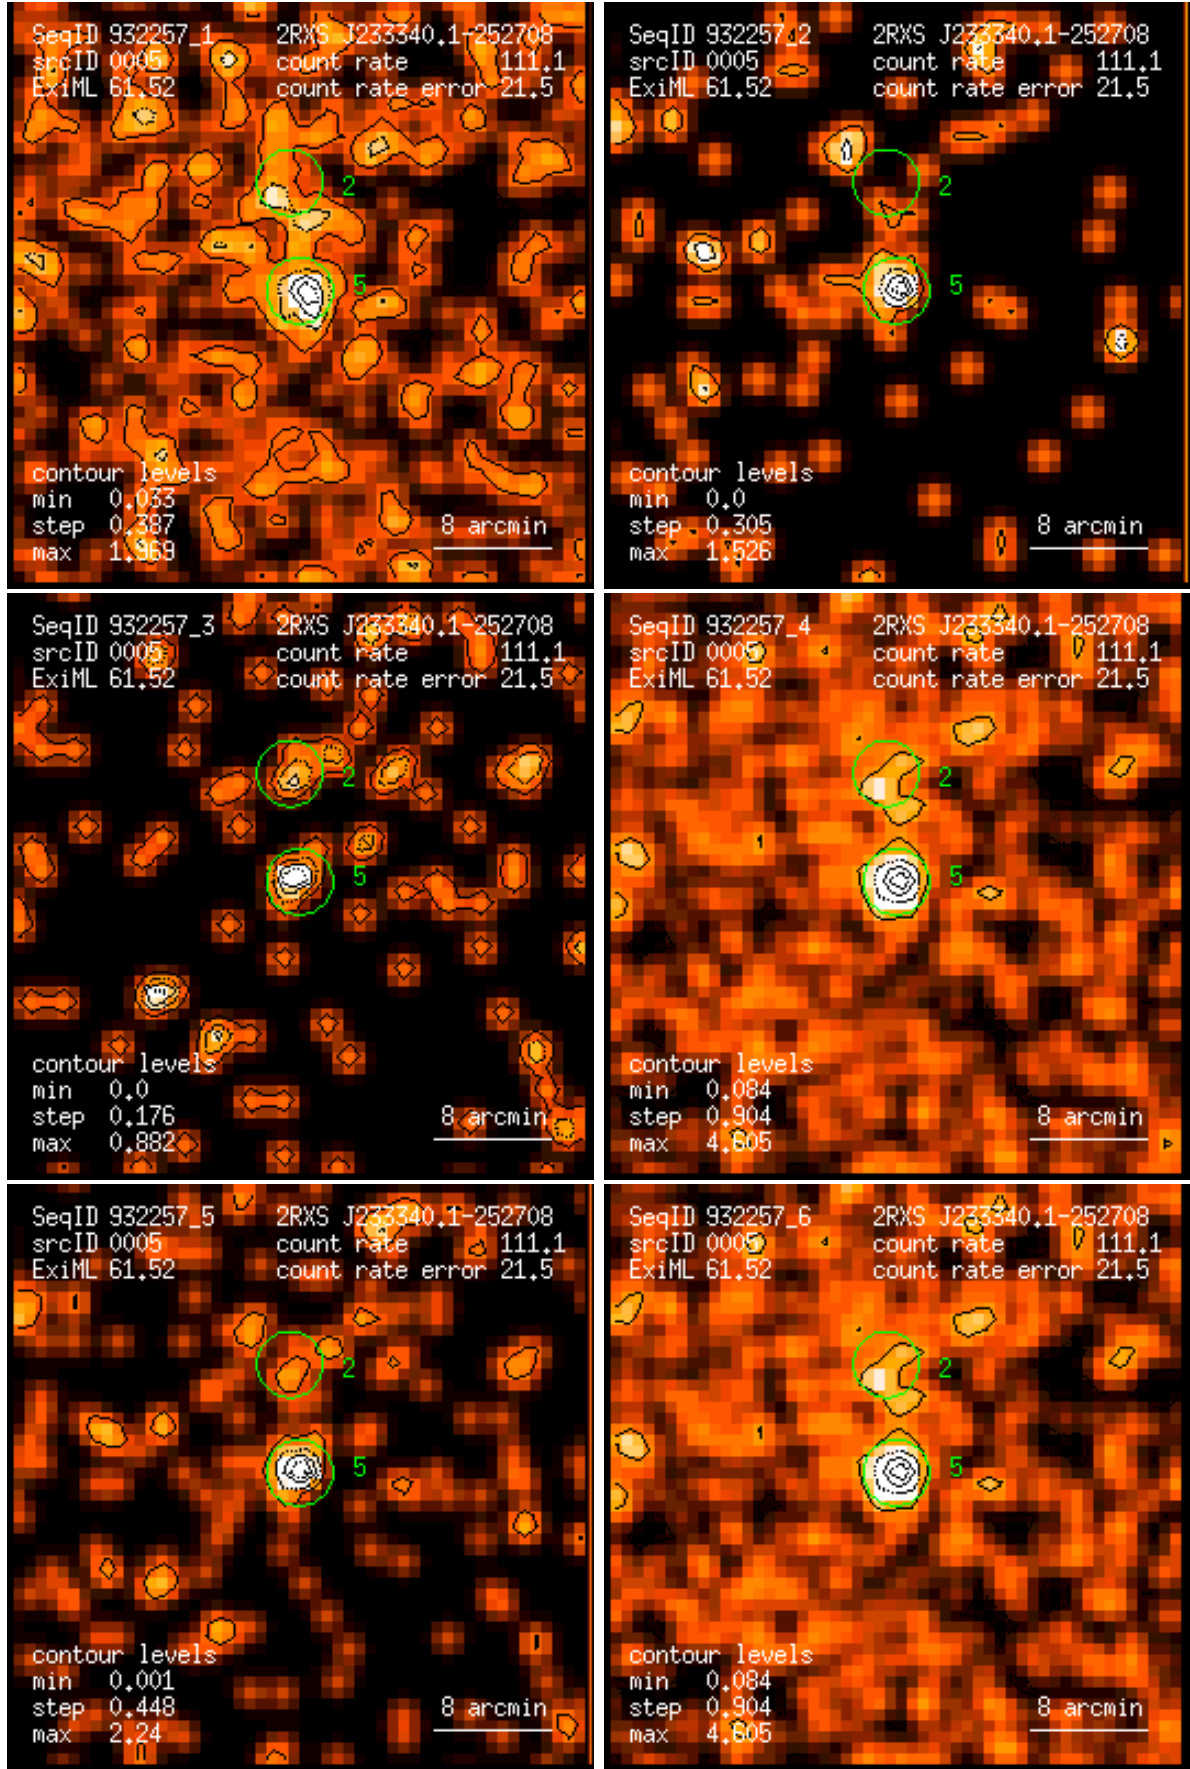 SeqID 932257_1 2RXS J233340.1-252708
srcID 0005 count rate 111.1
ExiML 61.52 count rate error 21.5
2
5
contour levels
min 0.033
step 0.387
max 1.969
8 arcmin
SeqID 932257_2 2RXS J233340.1-252708
srcID 0005 count rate 111.1
ExiML 61.52 count rate error 21.5
2
5
contour levels
min 0.0
step 0.305
max 1.526
8 arcmin
SeqID 932257_3 2RXS J233340.1-252708
srcID 0005 count rate 111.1
ExiML 61.52 count rate error 21.5
2
5
contour levels
min 0.0
step 0.176
max 0.882
8 arcmin
SeqID 932257_4 2RXS J233340.1-252708
srcID 0005 count rate 111.1
ExiML 61.52 count rate error 21.5
2
5
contour levels
min 0.084
step 0.904
max 4.605
8 arcmin
SeqID 932257_5 2RXS J233340.1-252708
srcID 0005 count rate 111.1
ExiML 61.52 count rate error 21.5
2
5
contour levels
min 0.001
step 0.448
max 2.24
8 arcmin
SeqID 932257_6 2RXS J233340.1-252708
srcID 0005 count rate 111.1
ExiML 61.52 count rate error 21.5
2
5
contour levels
min 0.084
step 0.904
max 4.605
8 arcmin